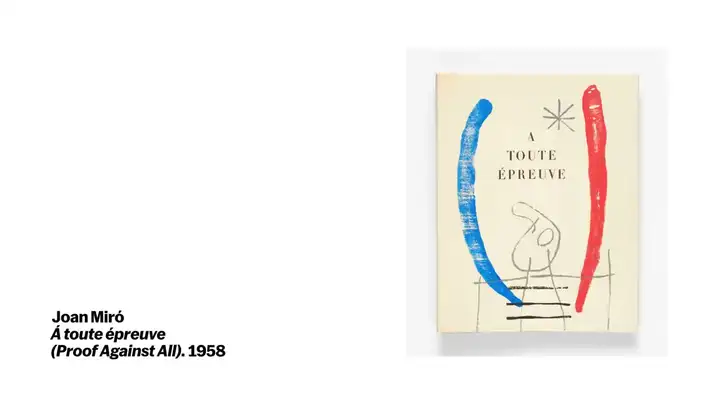 A
TOUTE
ÉPREUVE
Joan Miró
Á toute épreuve
(Proof Against All). 1958